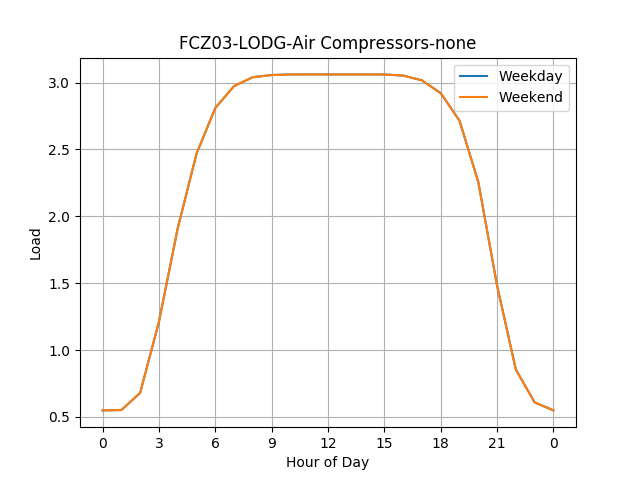 FCZ03-LODG-Air Compressors-none
Weekday
Weekend
Load
3.0
2.5
2.0
1.5
1.0
0.5
0 3 6 9 12 15 18 21 0
Hour of Day